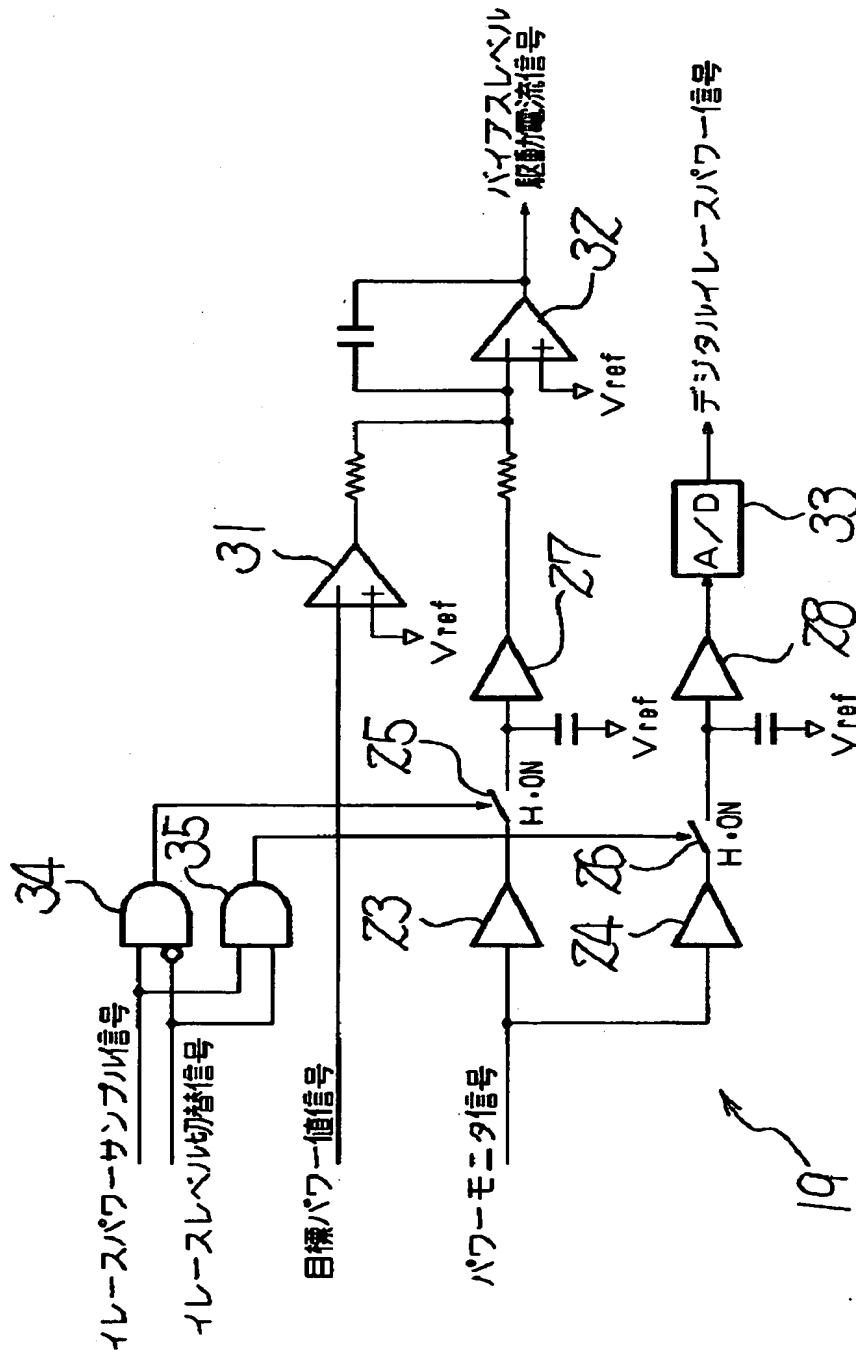 イレースパワーサンプル信号
イレースレベル切替信号
目標パワー値信号
パワーモニタ信号
34
35
31
25
H・ON
23
26
H・ON
24
Vref
27
Vref
28
Vref
32
Vref
A/D
33
バイアスレベル
駆動電流信号
デジタルイレースパワー信号
19